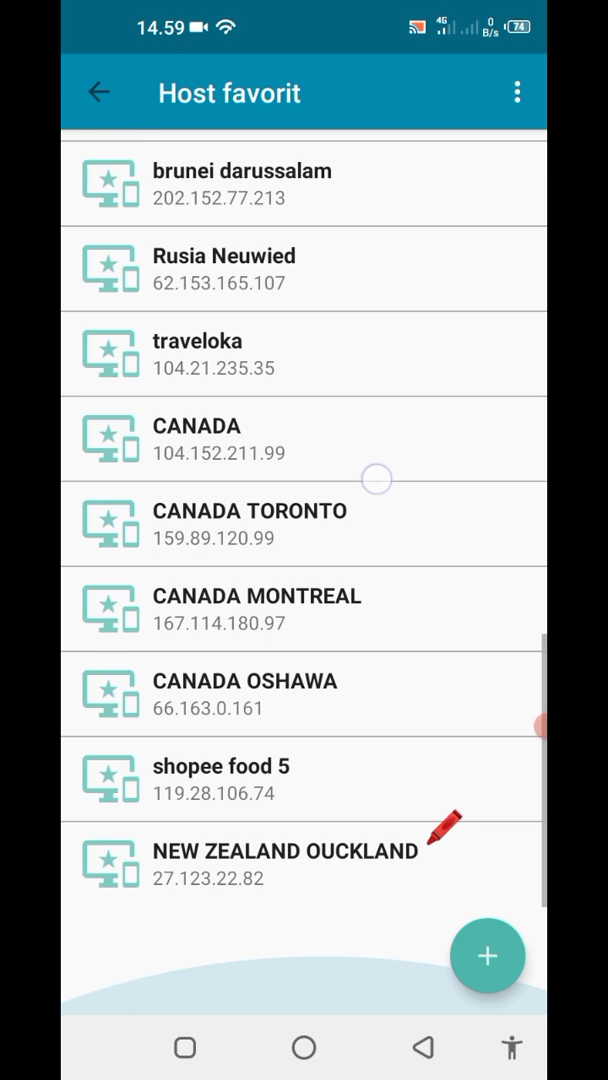 14.59
4G
0
B/s
74
Host favorit
brunei darussalam
202.152.77.213
Rusia Neuwied
62.153.165.107
traveloka
104.21.235.35
CANADA
104.152.211.99
CANADA TORONTO
159.89.120.99
CANADA MONTREAL
167.114.180.97
CANADA OSHAWA
66.163.0.161
shopee food 5
119.28.106.74
NEW ZEALAND OUCKLAND
27.123.22.82